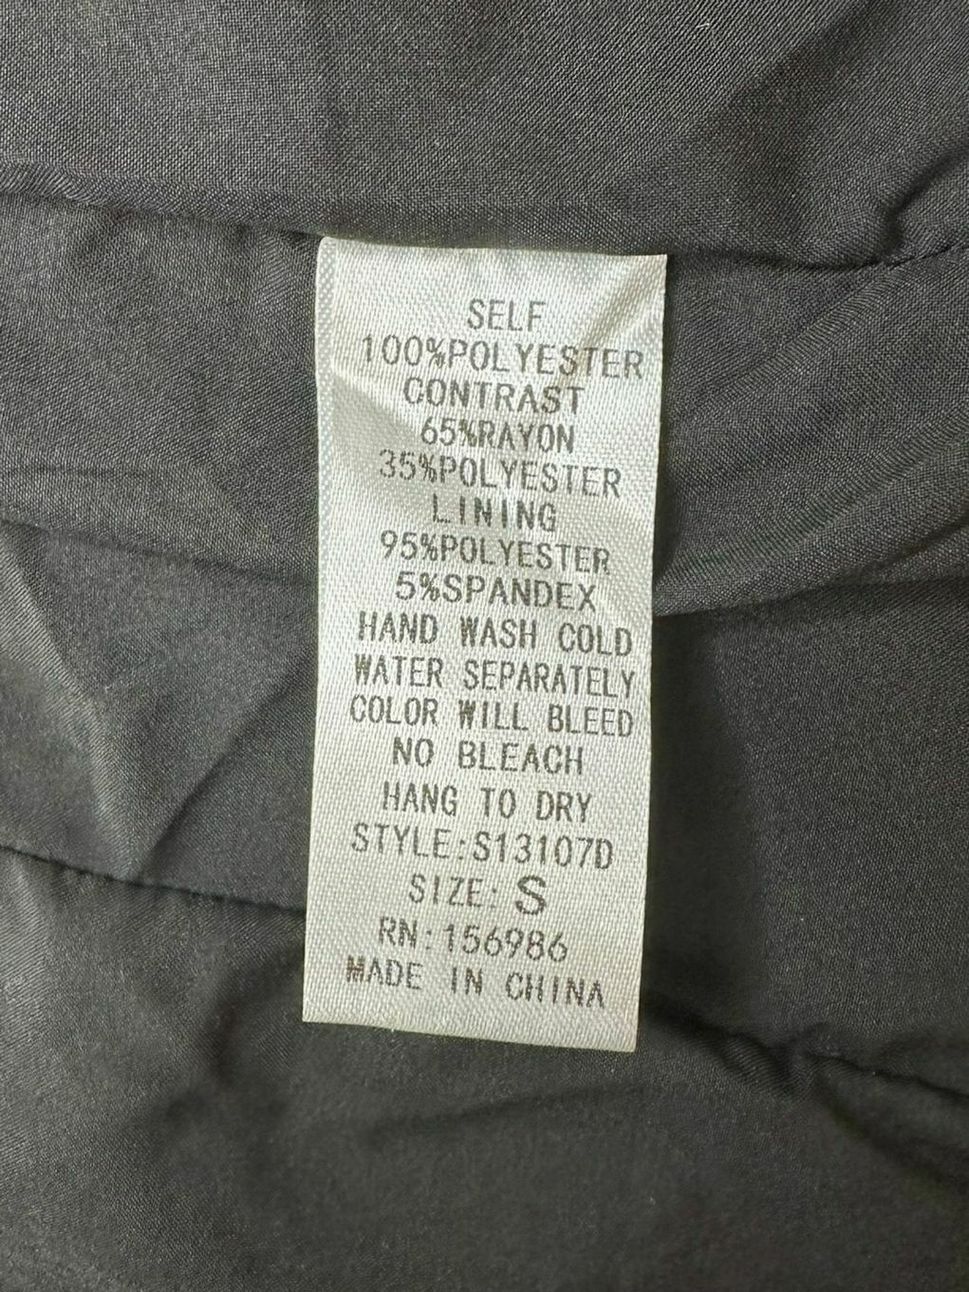 SELF
100%POLYESTER
CONTRAST
65%RAYON
35%POLYESTER
LINING
95%POLYESTER
5%SPANDEX
HAND WASH COLD
WATER SEPARATELY
COLOR WILL BLEED
NO BLEACH
HANG TO DRY
STYLE:S13107D
SIZE: S
RN:156986
MADE IN CHINA